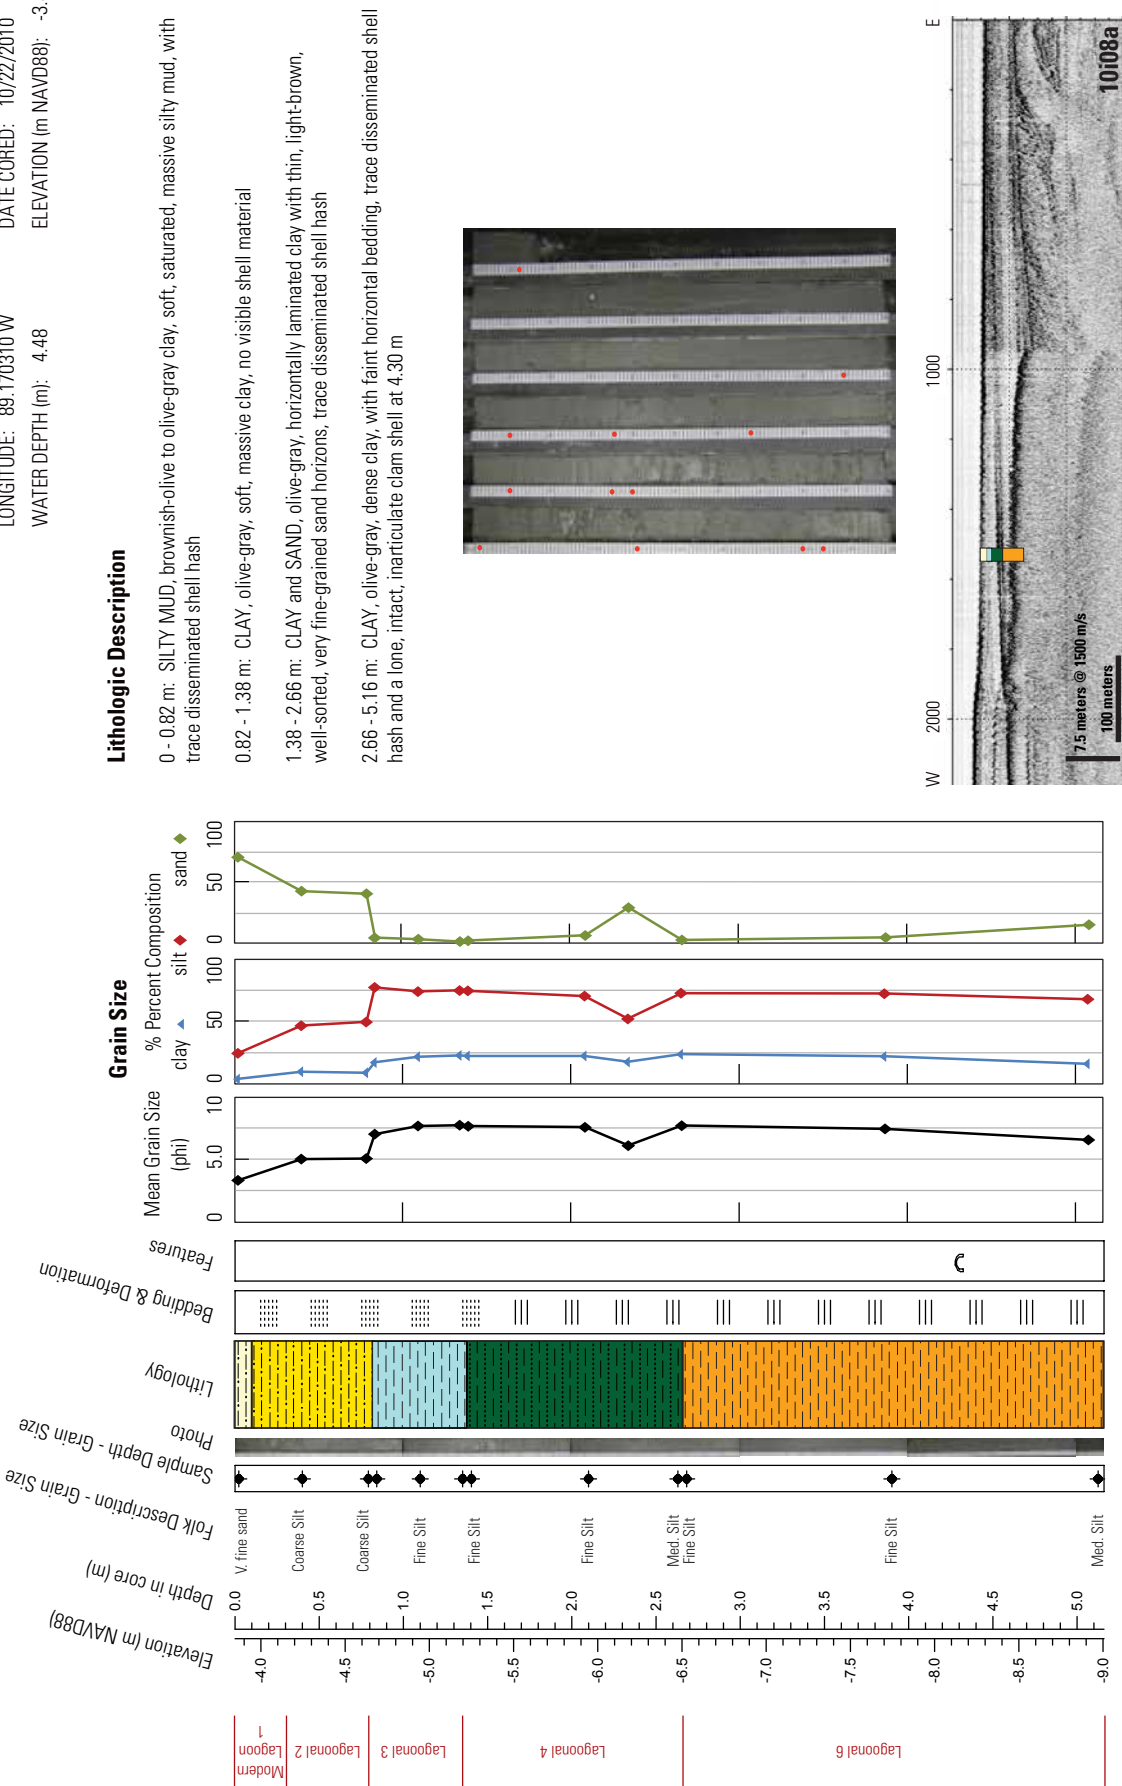 LONGITUDE: 89.170310 W
DATE CORED: 10/22/2010
WATER DEPTH (m): 4.48
ELEVATION (m NAVD88): -3.
Lithologic Description
0 - 0.82 m: SILTY MUD, brownish-olive to olive-gray clay, soft, saturated, massive silty mud, with
trace disseminated shell hash
0.82 - 1.38 m: CLAY, olive-gray, soft, massive clay, no visible shell material
1.38 - 2.66 m: CLAY and SAND, olive-gray, horizontally laminated clay with thin, light-brown,
well-sorted, very fine-grained sand horizons, trace disseminated shell hash
2.66 - 5.16 m: CLAY, olive-gray, dense clay, with faint horizontal bedding, trace disseminated shell
hash and a lone, intact, inarticulate clam shell at 4.30 m
W
2000
1000
E
7.5 meters @ 1500 m/s
100 meters
10i08a
Grain Size
% Percent Composition
clay
silt
sand
0
50
100
0
50
100
Mean Grain Size
(phi)
0
5.0
10
Features
Bedding & Deformation
Lithology
Photo
Sample Depth - Grain Size
Folk Description - Grain Size
Depth in core (m)
Elevation (m NAVD88)
V. fine sand
Coarse Silt
Coarse Silt
Fine Silt
Fine Silt
Fine Silt
Med. Silt
Fine Silt
Fine Silt
Med. Silt
0.0
0.5
1.0
1.5
2.0
2.5
3.0
3.5
4.0
4.5
5.0
-4.0
-4.5
-5.0
-5.5
-6.0
-6.5
-7.0
-7.5
-8.0
-8.5
-9.0
Modern
Lagoon
1
Lagoonal 2
Lagoonal 3
Lagoonal 4
Lagoonal 6